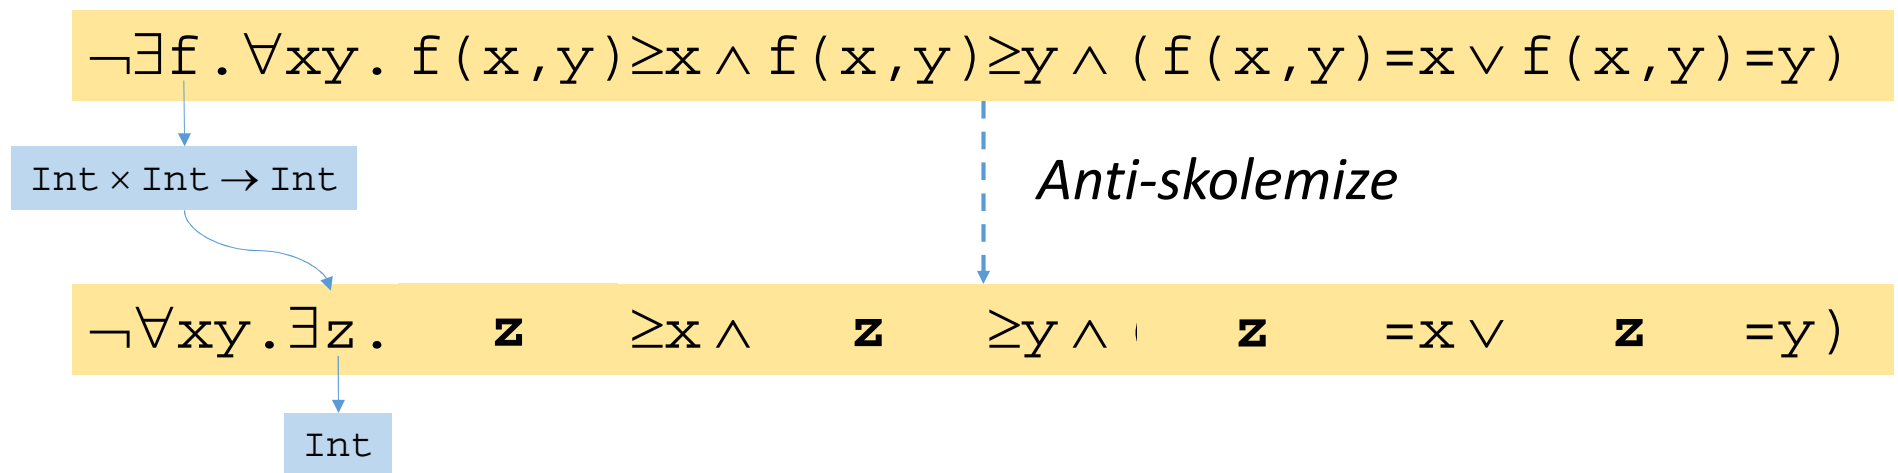 ¬∃f.∀xy. f(x,y)≥x ∧ f(x,y)≥y ∧ (f(x,y)=x ∨ f(x,y)=y)
Int × Int → Int
Anti-skolemize
¬∀xy.∃z. z ≥x ∧ z ≥y ∧ ( z =x ∨ z =y)
Int